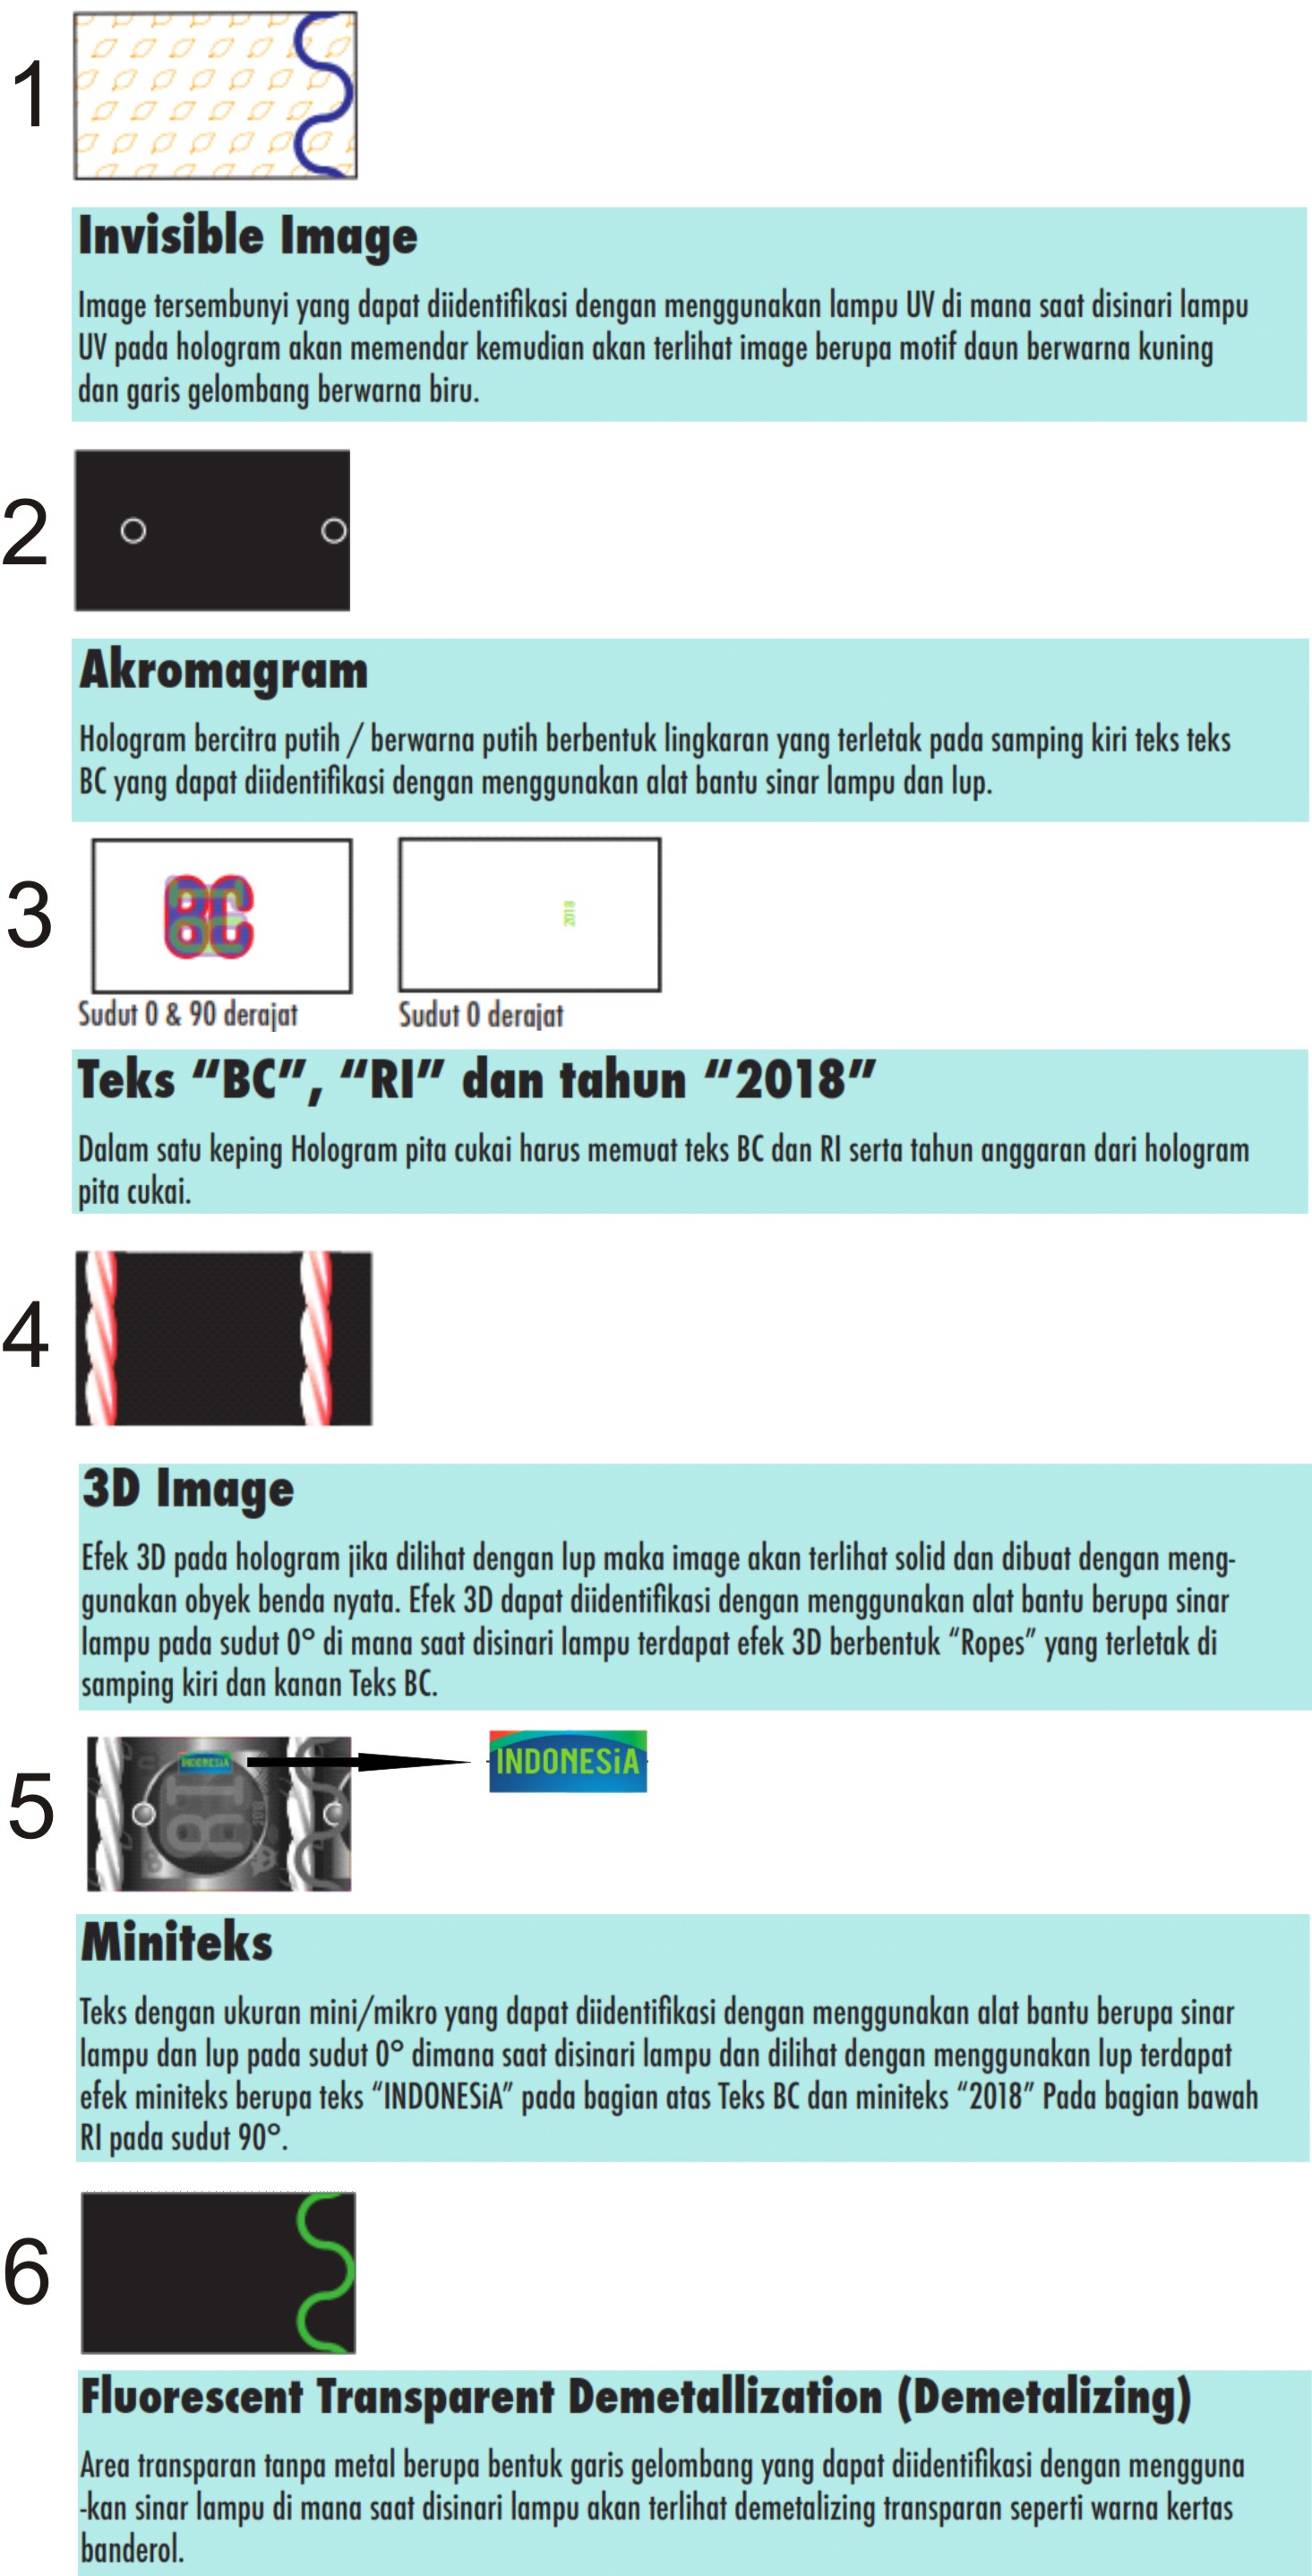 1
Invisible Image
Image tersembunyi yang dapat diidentifikasi dengan menggunakan lampu UV di mana saat disinari lampu
UV pada hologram akan memendar kemudian akan terlihat image berupa motif daun berwarna kuning
dan garis gelombang berwarna biru.
2
Akromagram
Hologram bercitra putih / berwarna putih berbentuk lingkaran yang terletak pada samping kiri teks teks
BC yang dapat diidentifikasi dengan menggunakan alat bantu sinar lampu dan lup.
3
BC
2018
Sudut 0 & 90 derajat
Sudut 0 derajat
Teks “BC”, “RI” dan tahun “2018”
Dalam satu keping Hologram pita cukai harus memuat teks BC dan RI serta tahun anggaran dari hologram
pita cukai.
4
3D Image
Efek 3D pada hologram jika dilihat dengan lup maka image akan terlihat solid dan dibuat dengan meng-
gunakan obyek benda nyata. Efek 3D dapat diidentifikasi dengan menggunakan alat bantu berupa sinar
lampu pada sudut 0° di mana saat disinari lampu terdapat efek 3D berbentuk “Ropes” yang terletak di
samping kiri dan kanan Teks BC.
5
INDONESiA
RI
2018
INDONESiA
Miniteks
Teks dengan ukuran mini/mikro yang dapat diidentifikasi dengan menggunakan alat bantu berupa sinar
lampu dan lup pada sudut 0° dimana saat disinari lampu dan dilihat dengan menggunakan lup terdapat
efek miniteks berupa teks “INDONESiA” pada bagian atas Teks BC dan miniteks “2018” Pada bagian bawah
RI pada sudut 90°.
6
Fluorescent Transparent Demetallization (Demetalizing)
Area transparan tanpa metal berupa bentuk garis gelombang yang dapat diidentifikasi dengan mengguna
-kan sinar lampu di mana saat disinari lampu akan terlihat demetalizing transparan seperti warna kertas
banderol.